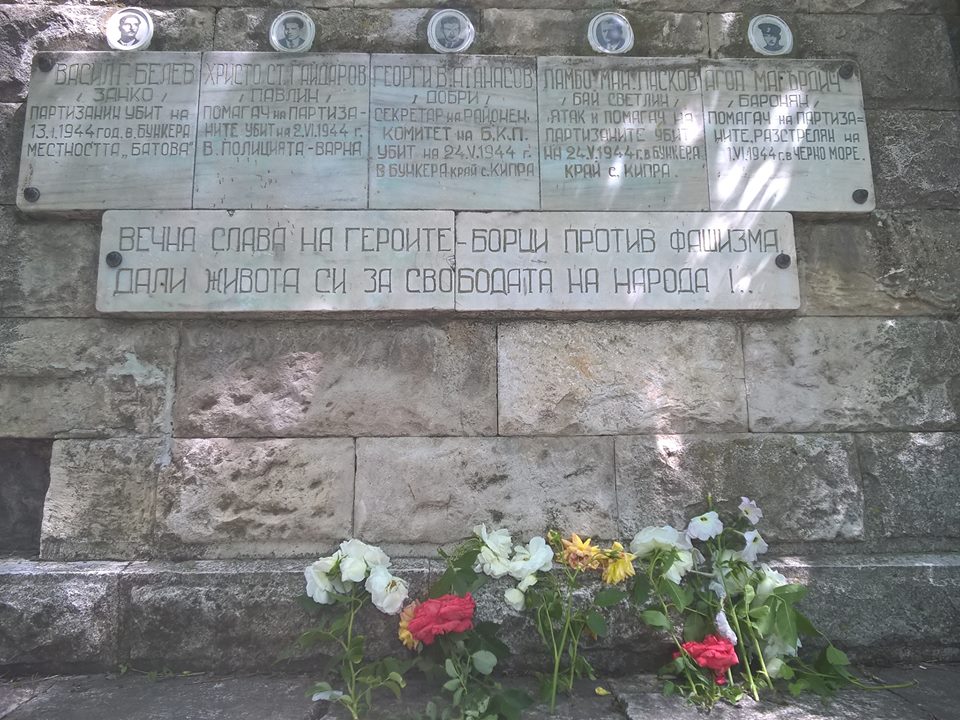 ВАСИЛ Г. БЕЛЕВ
/ ЗАНКО /
ПАРТИЗАНИН УБИТ НА
13.I.1944 ГОД. В БУНКЕРА
МЕСТНОСТТА „БАТОВА"
ХРИСТО СТ. ГАЙДАРОВ
/ ПАВЛИН /
ПОМАГАЧ НА ПАРТИЗА-
НИТЕ УБИТ НА 2.VI.1944 Г.
В ПОЛИЦИЯТА - ВАРНА
ГЕОРГИ В. АТАНАСОВ
/ ДОБРИ /
СЕКРЕТАР НА РАЙОНЕН
КОМИТЕТ НА Б.К.П.
УБИТ НА 24.V.1944 Г.
В БУНКЕРА КРАЙ С. КИПРА
ЛАМБО МАН. ПАСКОВ
/ БАЙ СВЕТЛИН /
ЯТАК И ПОМАГАЧ НА
ПАРТИЗАНИТЕ УБИТ
НА 24.V.1944 Г. В БУНКЕРА
КРАЙ С. КИПРА.
АГОП МАГЪРДИЧ
/ БАРОНЯН /
ПОМАГАЧ НА ПАРТИЗА-
НИТЕ, РАЗСТРЕЛЯН НА
1.VI.1944 Г. В ЧЕРНО МОРЕ.
ВЕЧНА СЛАВА НА ГЕРОИТЕ - БОРЦИ ПРОТИВ ФАШИЗМА,
ДАЛИ ЖИВОТА СИ ЗА СВОБОДАТА НА НАРОДА !..